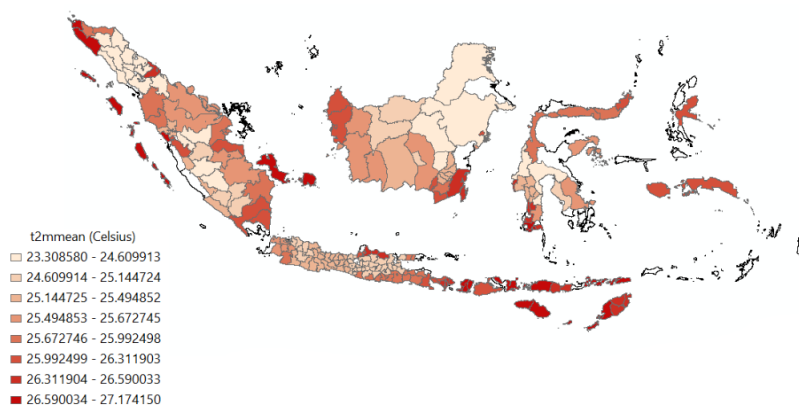 t2mmean (Celsius)
23.308580 - 24.609913
24.609914 - 25.144724
25.144725 - 25.494852
25.494853 - 25.672745
25.672746 - 25.992498
25.992499 - 26.311903
26.311904 - 26.590033
26.590034 - 27.174150